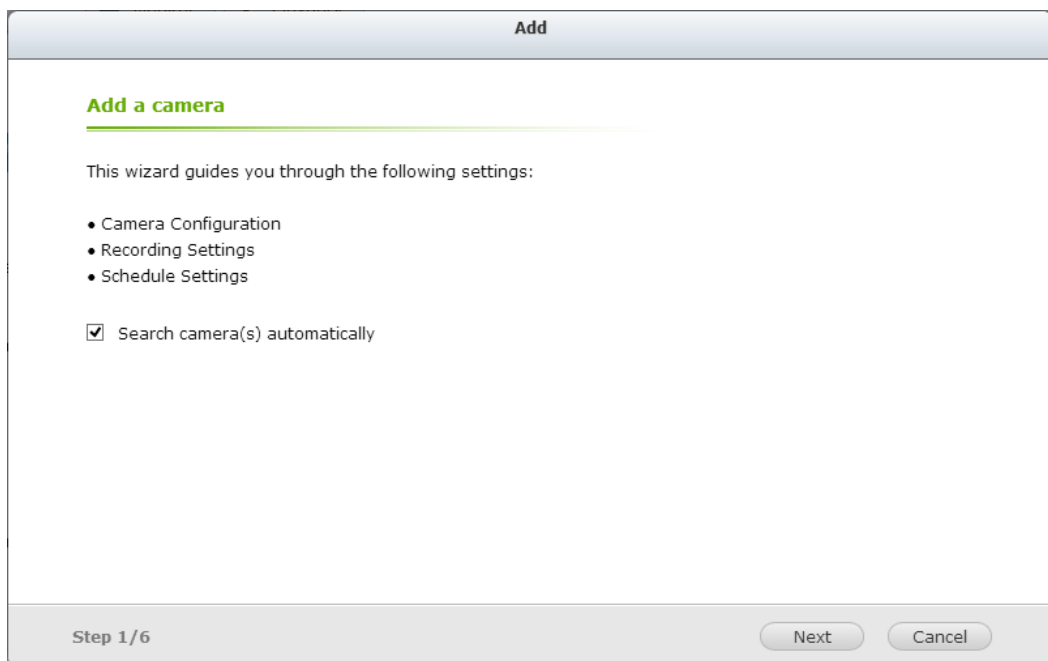 Add
Add a camera
This wizard guides you through the following settings:
• Camera Configuration
• Recording Settings
• Schedule Settings
Search camera(s) automatically
Step 1/6
Next
Cancel